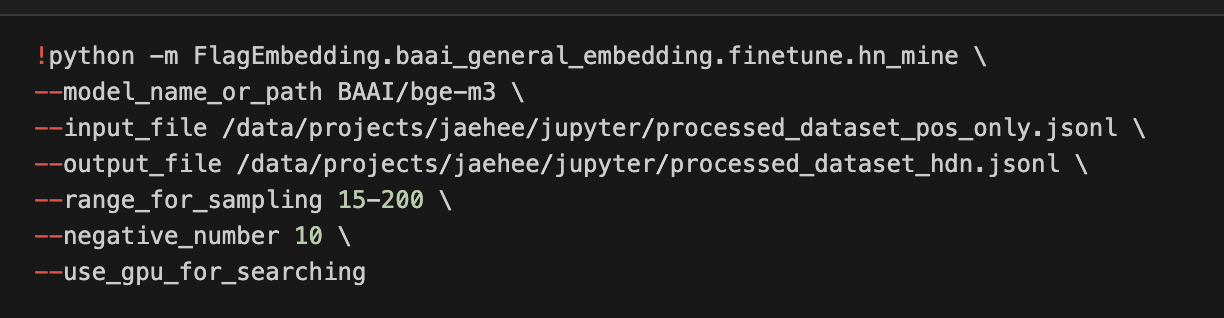 !python -m FlagEmbedding.baai_general_embedding.finetune.hn_mine \
--model_name_or_path BAAI/bge-m3 \
--input_file /data/projects/jaehee/jupyter/processed_dataset_pos_only.jsonl \
--output_file /data/projects/jaehee/jupyter/processed_dataset_hdn.jsonl \
--range_for_sampling 15-200 \
--negative_number 10 \
--use_gpu_for_searching